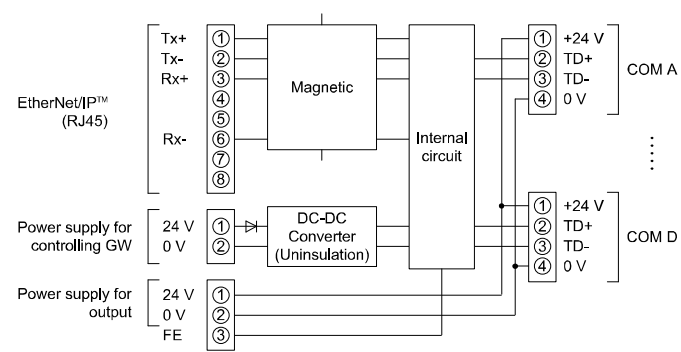 EtherNet/IP™
(RJ45)
Tx+ ①
Tx- ②
Rx+ ③
④
⑤
Rx- ⑥
⑦
⑧
Magnetic
Internal
circuit
① +24 V
② TD+
③ TD-
④ 0 V
COM A
Power supply for
controlling GW
24 V ①
0 V ②
DC-DC
Converter
(Uninsulation)
① +24 V
② TD+
③ TD-
④ 0 V
COM D
Power supply for
output
24 V ①
0 V ②
FE ③